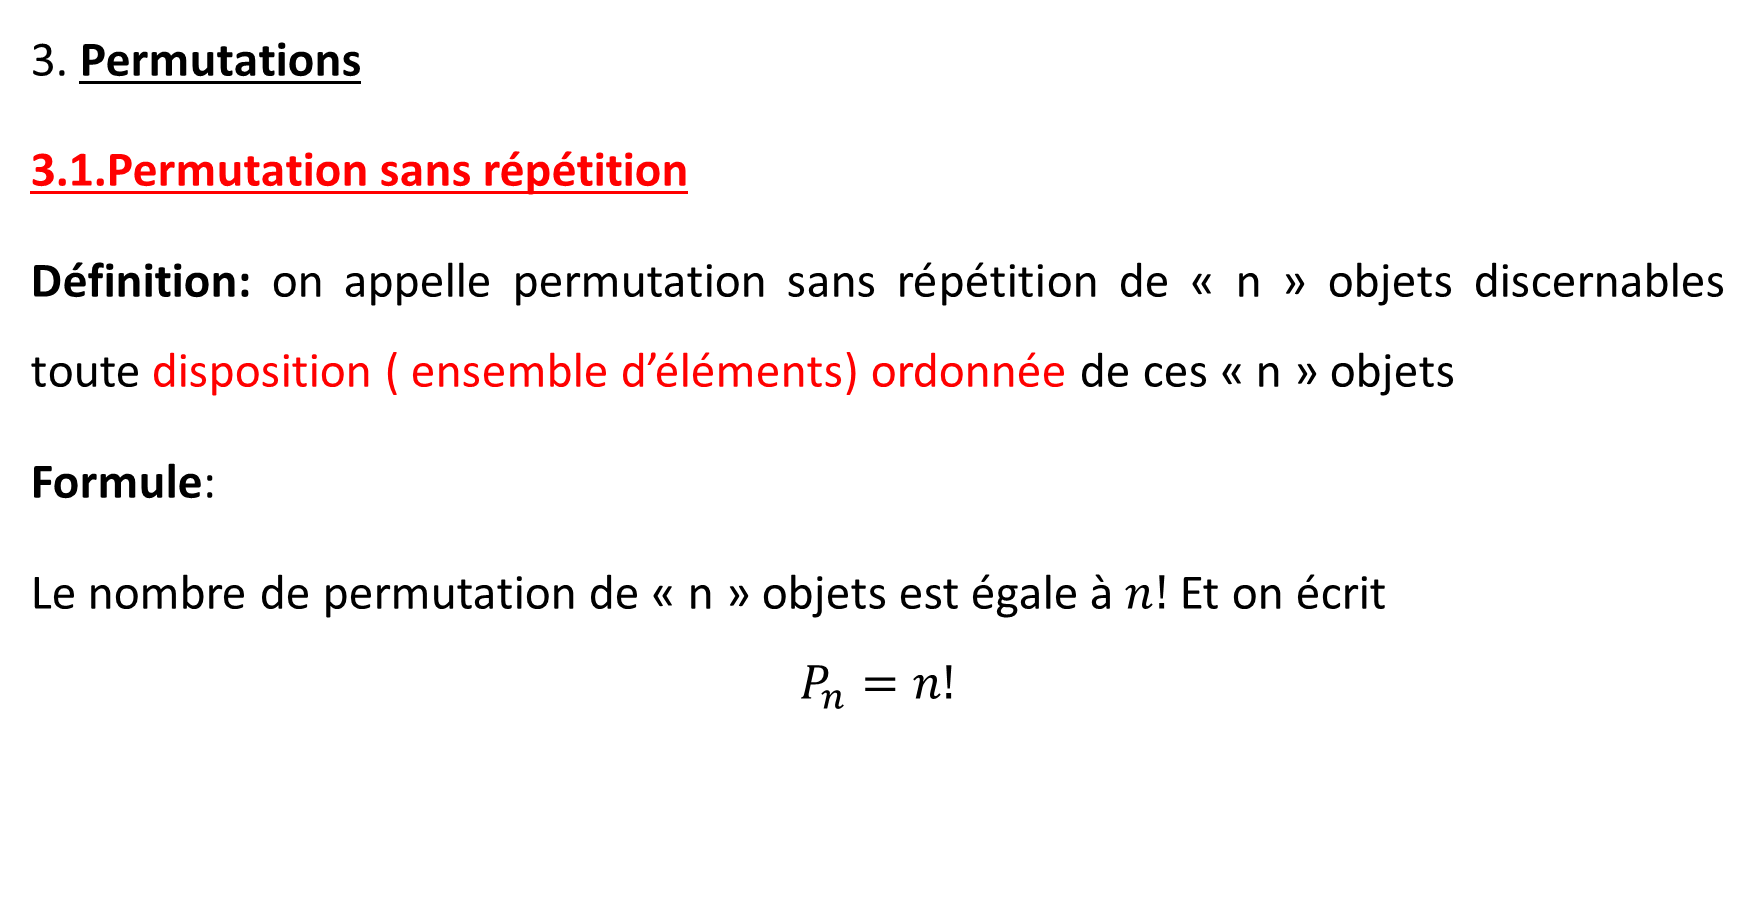 3. Permutations
3.1.Permutation sans répétition
Définition: on appelle permutation sans répétition de « n » objets discernables
toute disposition ( ensemble d’éléments) ordonnée de ces « n » objets
Formule:
Le nombre de permutation de « n » objets est égale à n! Et on écrit
Pₙ = n!